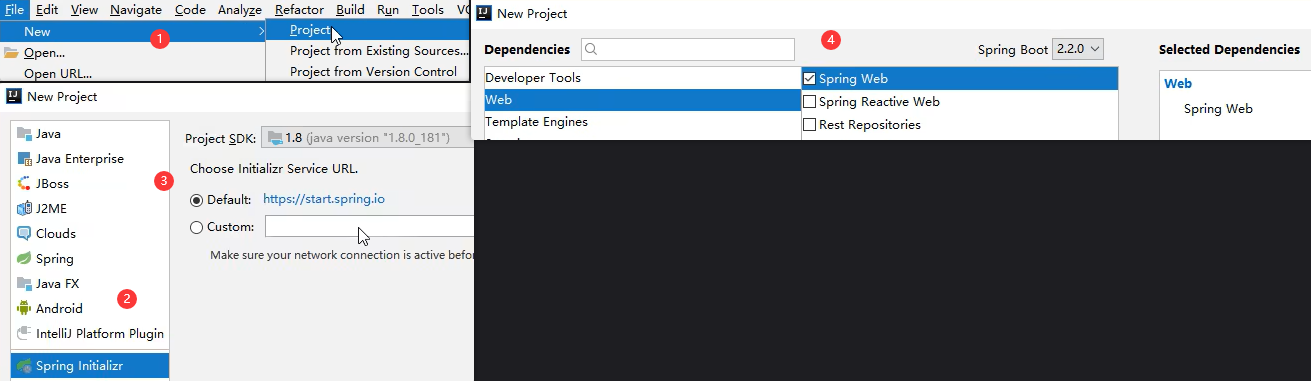 File Edit View Navigate Code Analyze Refactor Build Run Tools
New
Open...
Open URL...
1
Project
Project from Existing Sources...
Project from Version Control
New Project
Java
Java Enterprise
JBoss
J2ME
Clouds
Spring
Java FX
Android
IntelliJ Platform Plugin
Spring Initializr
2
3
Project SDK: 1.8 (java version "1.8.0_181")
Choose Initializr Service URL.
Default: https://start.spring.io
Custom:
Make sure your network connection is active
New Project
Dependencies
4
Spring Boot 2.2.0
Selected Dependencies
Developer Tools
Web
Template Engines
Spring Web
Spring Reactive Web
Rest Repositories
Web
Spring Web